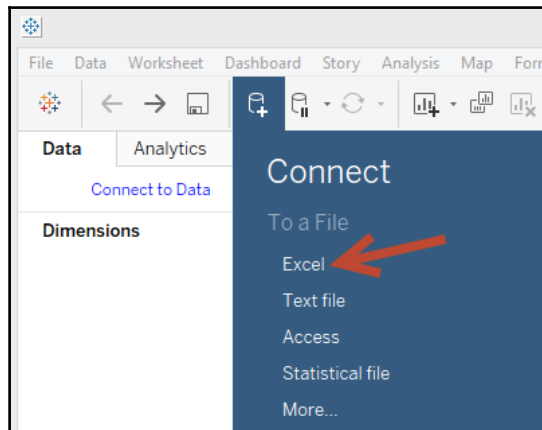 File Data Worksheet Dashboard Story Analysis Map For
Data Analytics
Connect to Data
Dimensions
Connect
To a File
Excel
Text file
Access
Statistical file
More...